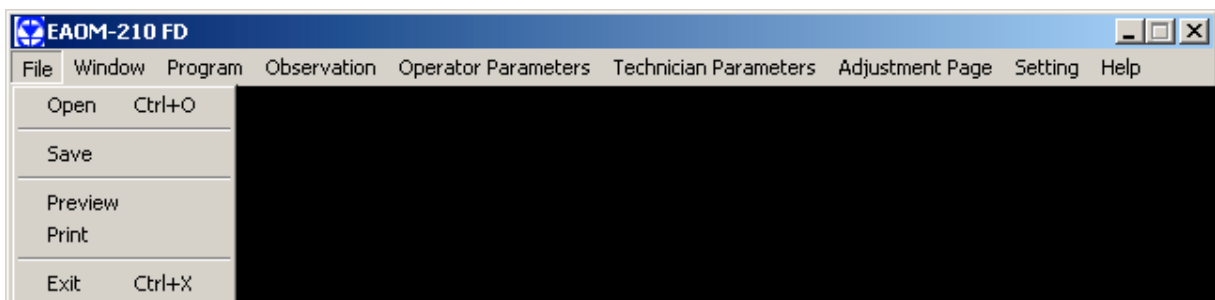 EAOM-210 FD
File Window Program Observation Operator Parameters Technician Parameters Adjustment Page Setting Help
Open Ctrl+O
Save
Preview
Print
Exit Ctrl+X